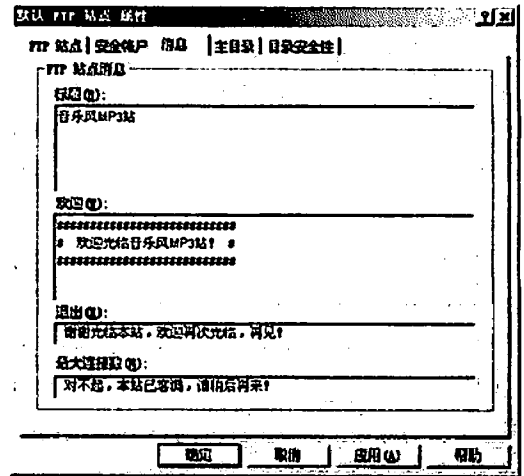 默认 FTP 站点 属性
FTP 站点 安全帐户 消息 主目录 目录安全性
FTP 站点消息
标题(N):
音乐风MP3站
欢迎(W):
###########################
# 欢迎光临音乐风MP3站! #
###########################
退出(X):
谢谢光临本站，欢迎再次光临，再见!
最大连接数(M):
对不起，本站已客满，请稍后再来!
确定 取消 应用(A) 帮助